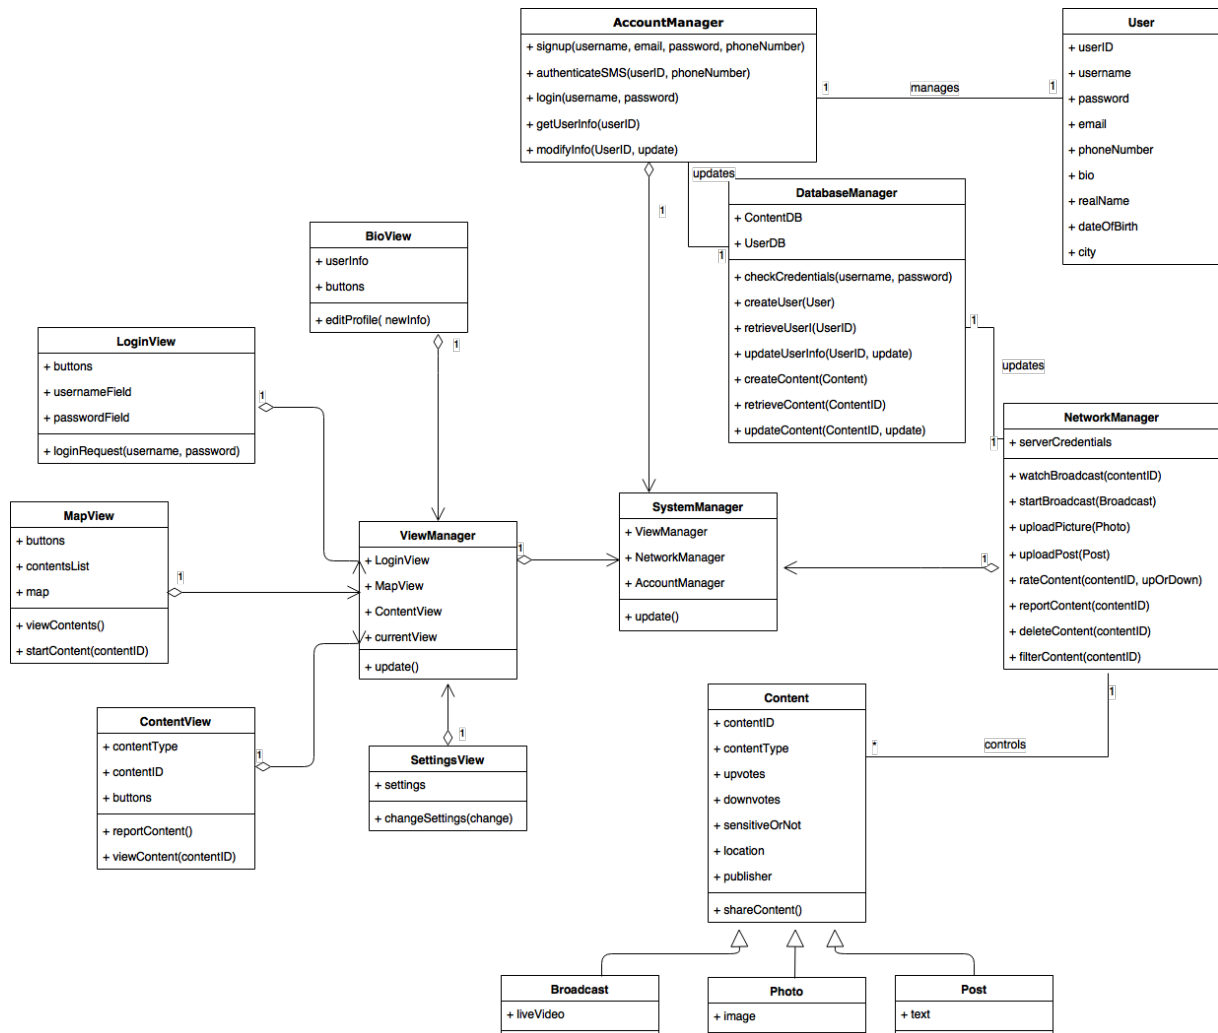 AccountManager
+ signup(username, email, password, phoneNumber)
+ authenticateSMS(userID, phoneNumber)
+ login(username, password)
+ getUserInfo(userID)
+ modifyInfo(UserID, update)
1
manages
1
User
+ userID
+ username
+ password
+ email
+ phoneNumber
+ bio
+ realName
+ dateOfBirth
+ city
updates
1
1
DatabaseManager
+ ContentDB
+ UserDB
+ checkCredentials(username, password)
+ createUser(User)
+ retrieveUserI(UserID)
+ updateUserInfo(UserID, update)
+ createContent(Content)
+ retrieveContent(ContentID)
+ updateContent(ContentID, update)
1
updates
1
BioView
+ userInfo
+ buttons
+ editProfile( newInfo)
1
LoginView
+ buttons
+ usernameField
+ passwordField
+ loginRequest(username, password)
1
NetworkManager
+ serverCredentials
+ watchBroadcast(contentID)
+ startBroadcast(Broadcast)
+ uploadPicture(Photo)
+ uploadPost(Post)
+ rateContent(contentID, upOrDown)
+ reportContent(contentID)
+ deleteContent(contentID)
+ filterContent(contentID)
1
1
MapView
+ buttons
+ contentsList
+ map
+ viewContents()
+ startContent(contentID)
1
ViewManager
+ LoginView
+ MapView
+ ContentView
+ currentView
+ update()
1
SystemManager
+ ViewManager
+ NetworkManager
+ AccountManager
+ update()
ContentView
+ contentType
+ contentID
+ buttons
+ reportContent()
+ viewContent(contentID)
1
SettingsView
+ settings
+ changeSettings(change)
1
Content
+ contentID
+ contentType
+ upvotes
+ downvotes
+ sensitiveOrNot
+ location
+ publisher
+ shareContent()
*
controls
Broadcast
+ liveVideo
Photo
+ image
Post
+ text